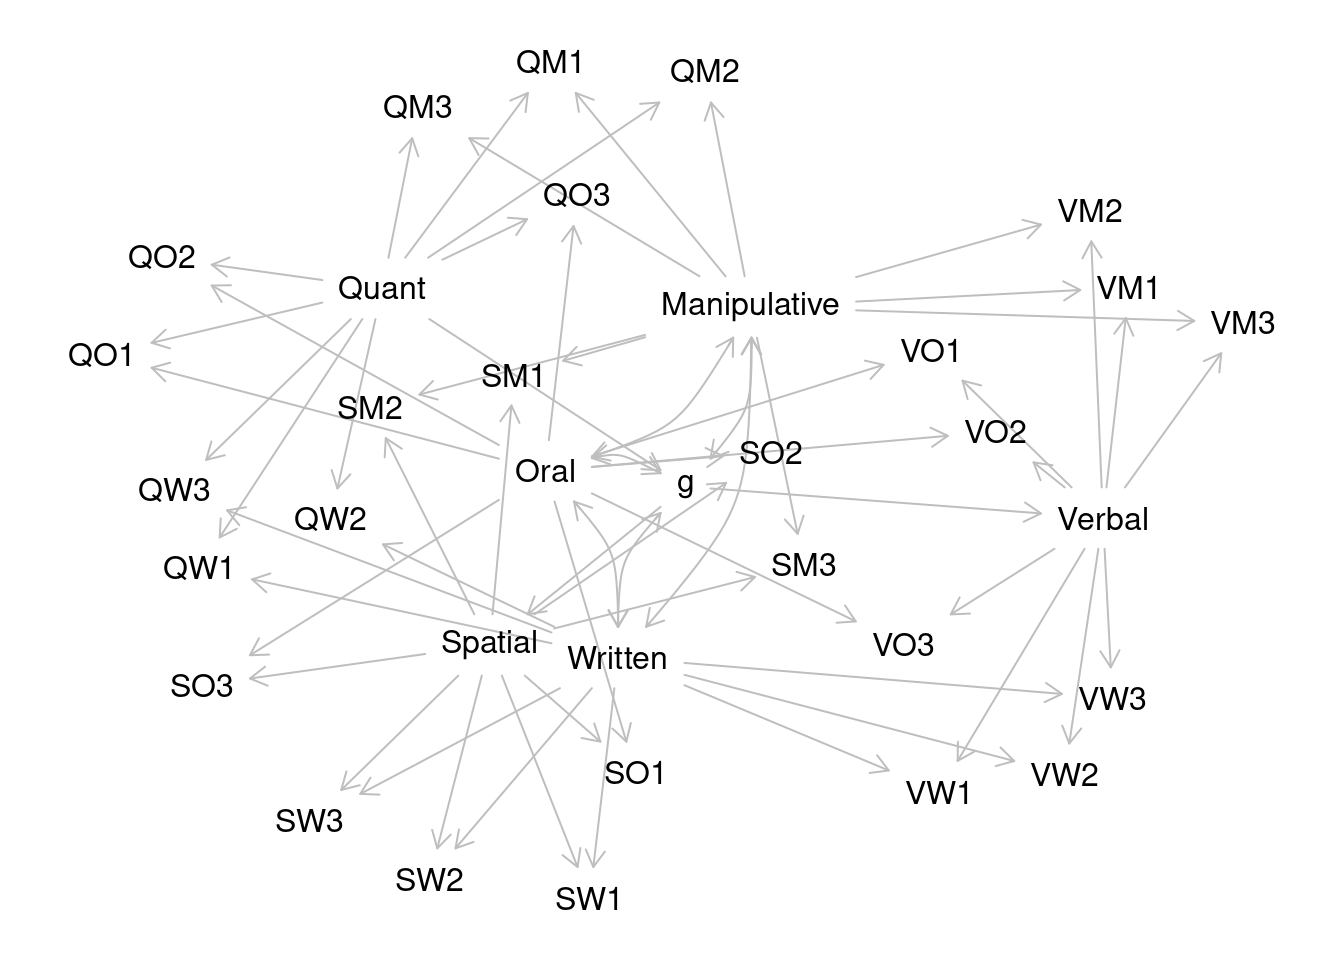 QM1
QM2
QM3
QO3
VM2
QO2
Quant
VM1
Manipulative
VM3
VO1
QO1
SM1
SM2
VO2
SO2
Oral
g
QW3
QW2
Verbal
SM3
QW1
Spatial
VO3
Written
SO3
VW3
SO1
VW2
VW1
SW3
SW2
SW1